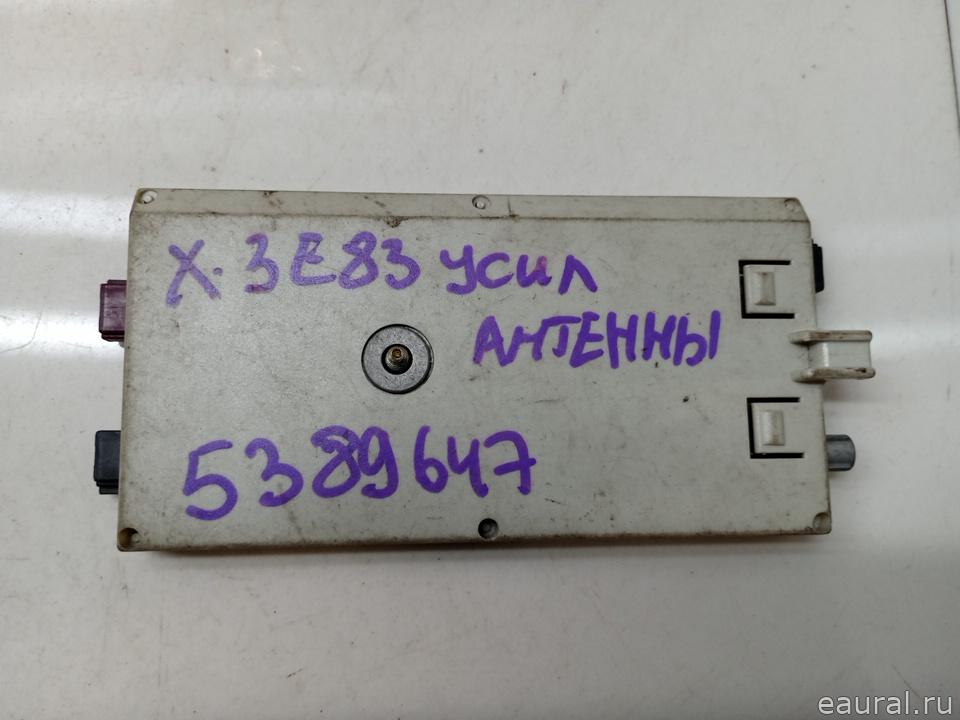 X.3E83 усил
АНТЕННЫ
5389647
eaural.ru